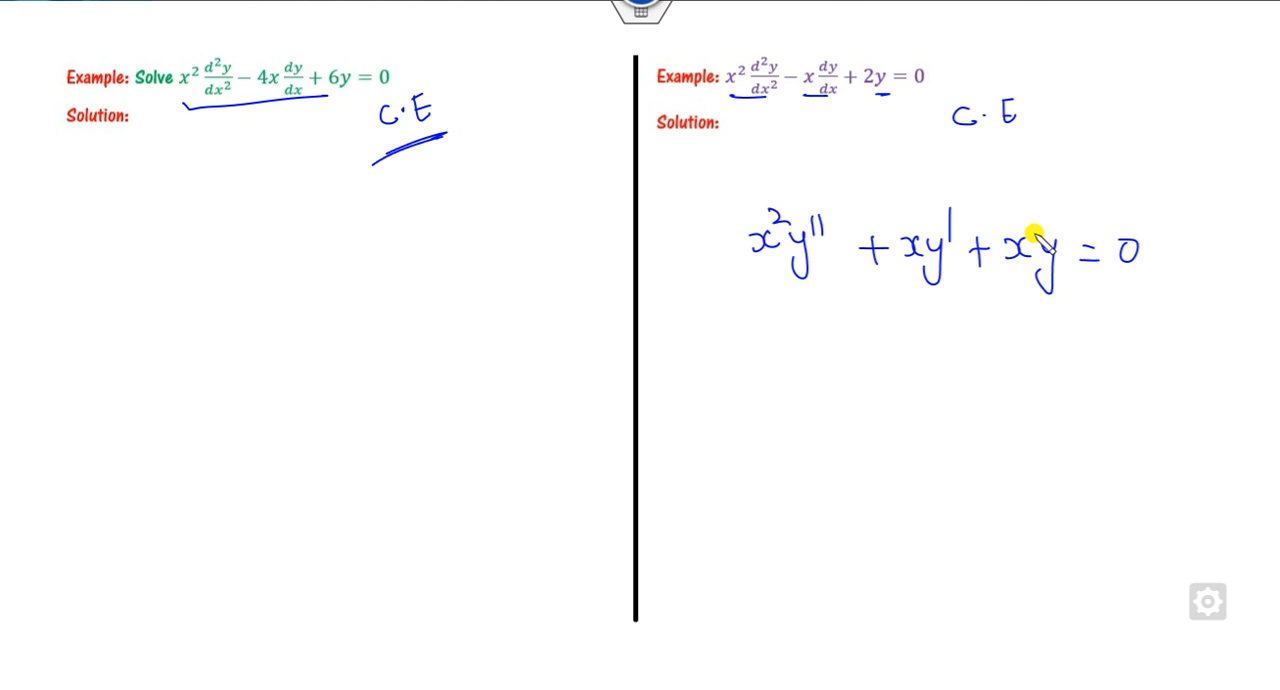 Example: Solve x² d²y/dx² − 4x dy/dx + 6y = 0
Solution:
C.E
Example: x² d²y/dx² − x dy/dx + 2y = 0
Solution:
C.E
x²y'' + xy' + xy = 0